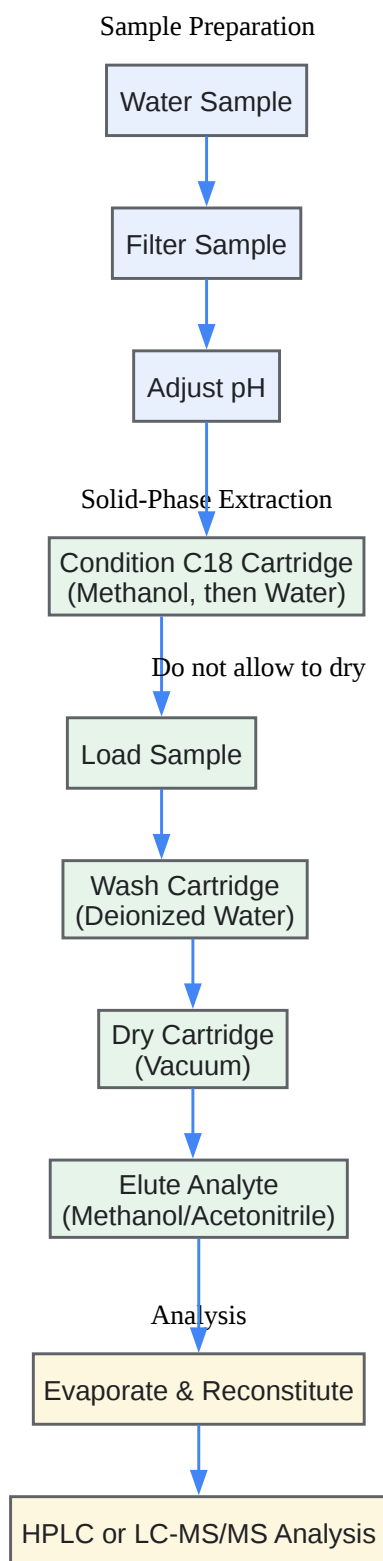 Sample Preparation
Water Sample
Filter Sample
Adjust pH
Solid-Phase Extraction
Condition C18 Cartridge
(Methanol, then Water)
Do not allow to dry
Load Sample
Wash Cartridge
(Deionized Water)
Dry Cartridge
(Vacuum)
Elute Analyte
(Methanol/Acetonitrile)
Analysis
Evaporate & Reconstitute
HPLC or LC-MS/MS Analysis